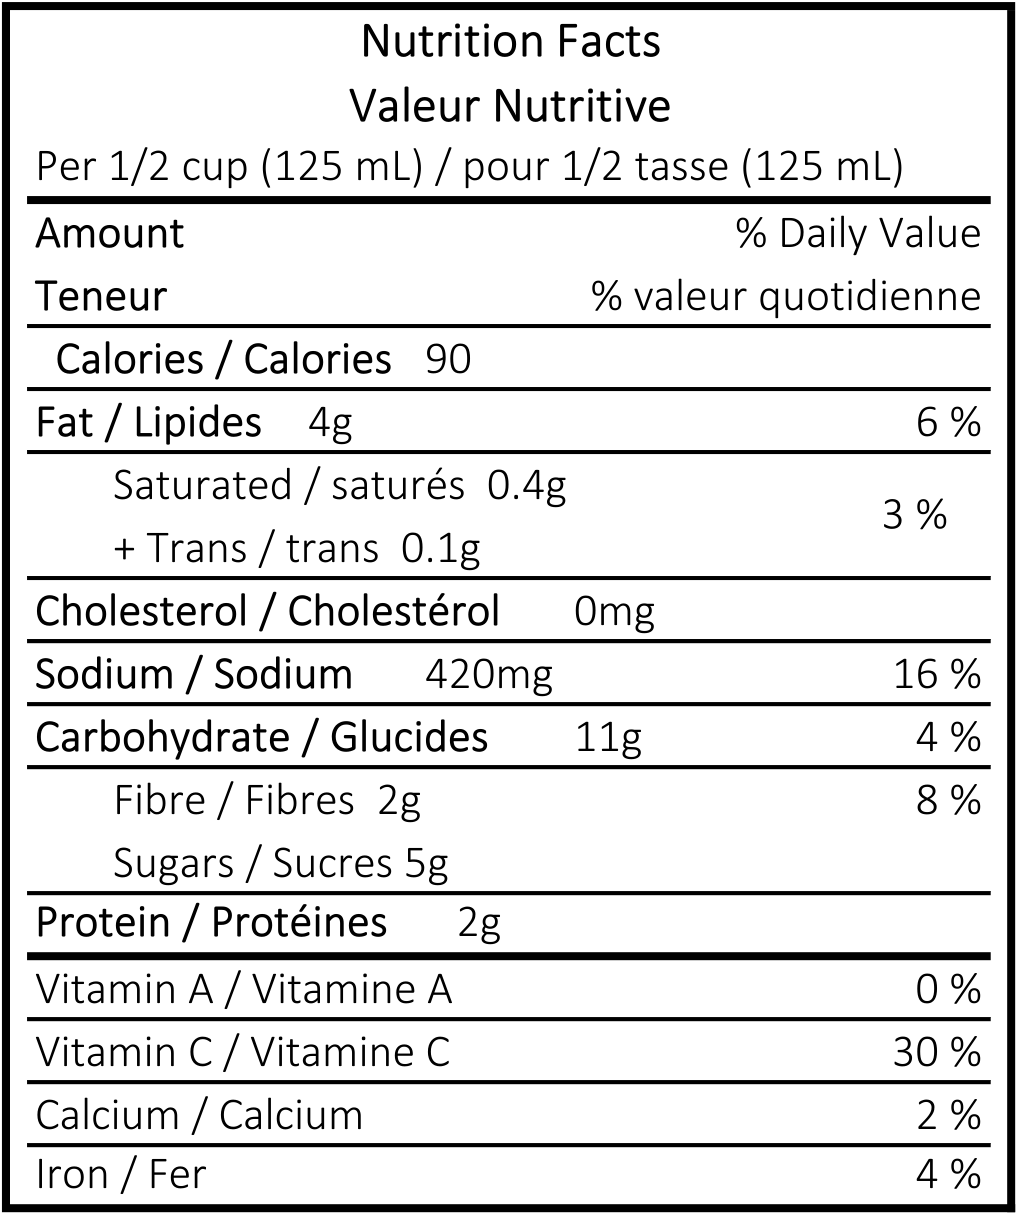 Nutrition Facts
Valeur Nutritive
Per 1/2 cup (125 mL) / pour 1/2 tasse (125 mL)
Amount % Daily Value
Teneur % valeur quotidienne
Calories / Calories 90
Fat / Lipides 4g 6 %
Saturated / saturés 0.4g
3 %
+ Trans / trans 0.1g
Cholesterol / Cholestérol 0mg
Sodium / Sodium 420mg 16 %
Carbohydrate / Glucides 11g 4 %
Fibre / Fibres 2g 8 %
Sugars / Sucres 5g
Protein / Protéines 2g
Vitamin A / Vitamine A 0 %
Vitamin C / Vitamine C 30 %
Calcium / Calcium 2 %
Iron / Fer 4 %